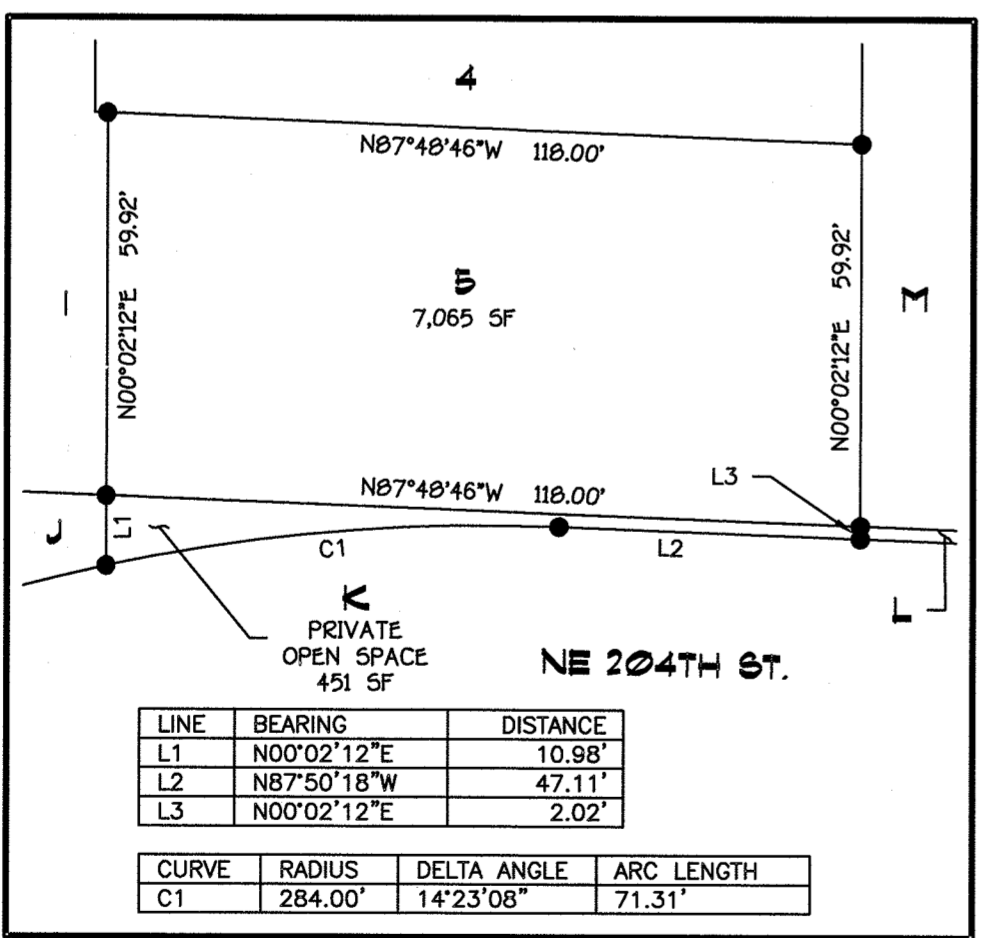 4
N87°48'46"W 118.00'
N00°02'12"E 59.92'
I
5
7,065 SF
N00°02'12"E 59.92'
M
L3
N87°48'46"W 118.00'
J
L1
C1
L2
K
L
PRIVATE
OPEN SPACE
451 SF
NE 204TH ST.
LINE BEARING DISTANCE
L1 N00°02'12"E 10.98'
L2 N87°50'18"W 47.11'
L3 N00°02'12"E 2.02'
CURVE RADIUS DELTA ANGLE ARC LENGTH
C1 284.00' 14°23'08" 71.31'